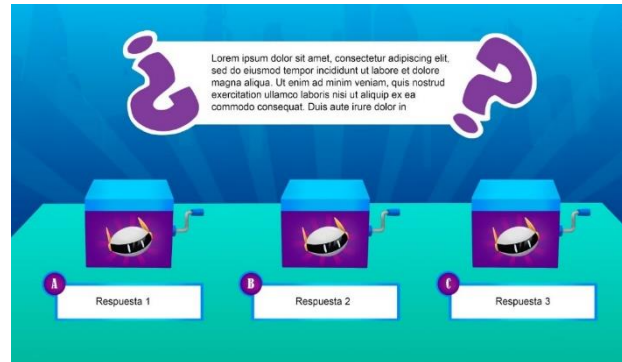 ¿
?
Lorem ipsum dolor sit amet, consectetur adipiscing elit,
sed do eiusmod tempor incididunt ut labore et dolore
magna aliqua. Ut enim ad minim veniam, quis nostrud
exercitation ullamco laboris nisi ut aliquip ex ea
commodo consequat. Duis aute irure dolor in
A
Respuesta 1
B
Respuesta 2
C
Respuesta 3